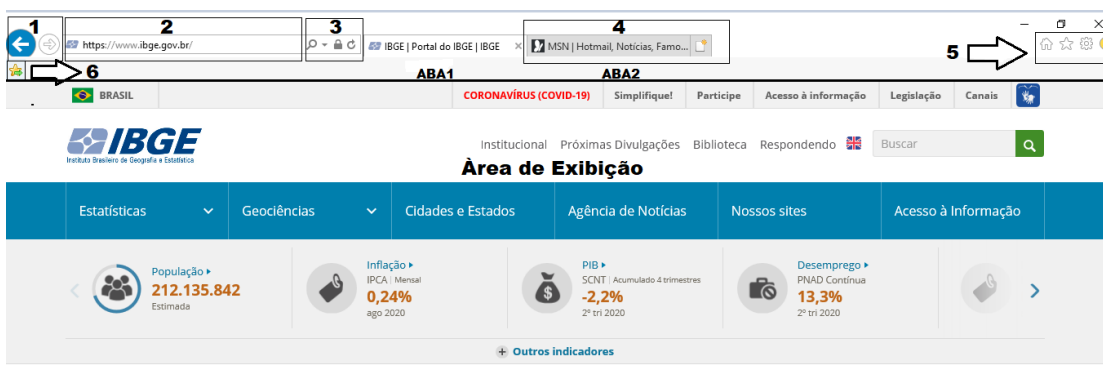 1 2 3 4
https://www.ibge.gov.br/
IBGE | Portal do IBGE | IBGE
MSN | Hotmail, Notícias, Famo...
5
6
ABA1 ABA2
BRASIL
CORONAVÍRUS (COVID-19) Simplifique! Participe Acesso à informação Legislação Canais
IBGE
Instituto Brasileiro de Geografia e Estatística
Institucional Próximas Divulgações Biblioteca Respondendo
Buscar
Àrea de Exibição
Estatísticas Geociências Cidades e Estados Agência de Notícias Nossos sites Acesso à Informação
População
212.135.842
Estimada
Inflação
IPCA | Mensal
0,24%
ago 2020
PIB
SCNT | Acumulado 4 trimestres
-2,2%
2º tri 2020
Desemprego
PNAD Contínua
13,3%
2º tri 2020
Outros indicadores